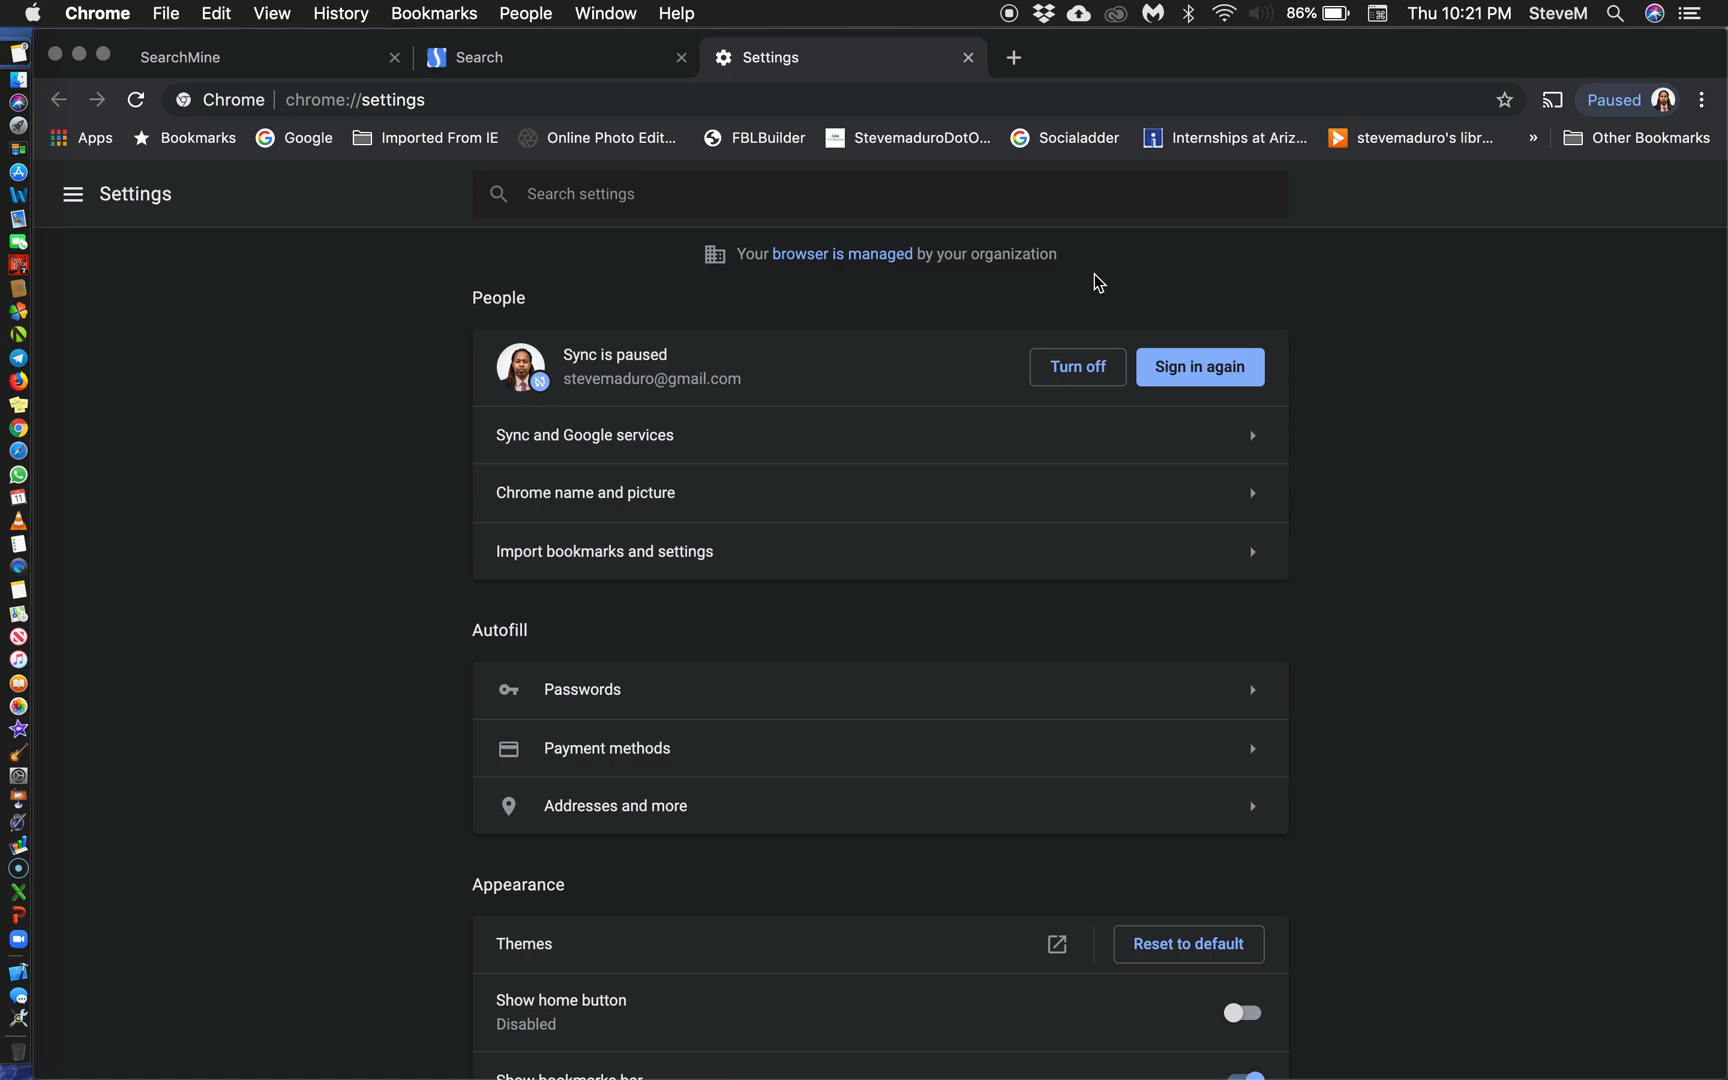 Chrome File Edit View History Bookmarks People Window Help 86% Thu 10:21 PM SteveM
SearchMine Search Settings
Chrome chrome://settings Paused
Apps Bookmarks Google Imported From IE Online Photo Edit... FBLBuilder StevemaduroDotO... Socialadder Internships at Ariz... stevemaduro's libr... » Other Bookmarks
Settings Search settings
Your browser is managed by your organization
People
Sync is paused
stevemaduro@gmail.com
Turn off Sign in again
Sync and Google services
Chrome name and picture
Import bookmarks and settings
Autofill
Passwords
Payment methods
Addresses and more
Appearance
Themes Reset to default
Show home button
Disabled
Show bookmarks bar